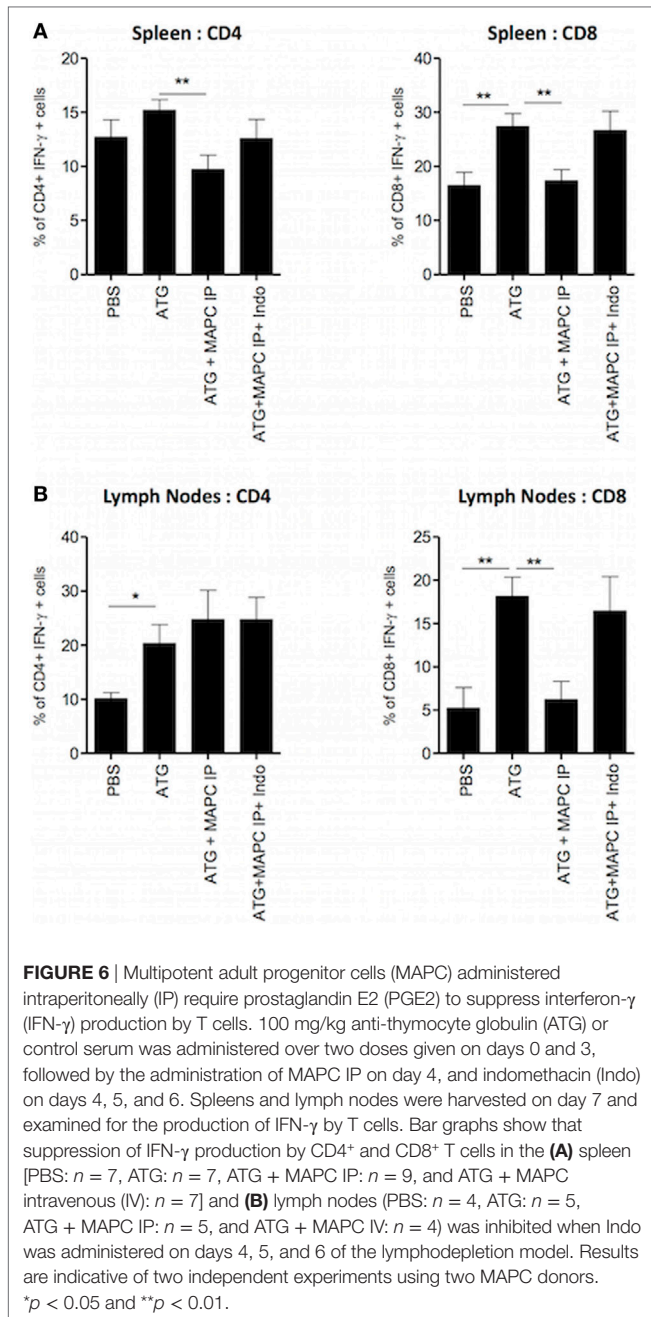 A
Spleen : CD4
% of CD4+ IFN-γ + cells
20
15
10
5
0
**
PBS
ATG
ATG + MAPC IP
ATG+MAPC IP+ Indo
Spleen : CD8
% of CD8+ IFN-γ + cells
40
30
20
10
0
**
**
PBS
ATG
ATG + MAPC IP
ATG+MAPC IP+ Indo
B
Lymph Nodes : CD4
% of CD4+ IFN-γ + cells
40
30
20
10
0
*
PBS
ATG
ATG + MAPC IP
ATG+MAPC IP+ Indo
Lymph Nodes : CD8
% of CD8+ IFN-γ + cells
25
20
15
10
5
0
**
**
PBS
ATG
ATG + MAPC IP
ATG+MAPC IP+ Indo
FIGURE 6 | Multipotent adult progenitor cells (MAPC) administered
intraperitoneally (IP) require prostaglandin E2 (PGE2) to suppress interferon-γ
(IFN-γ) production by T cells. 100 mg/kg anti-thymocyte globulin (ATG) or
control serum was administered over two doses given on days 0 and 3,
followed by the administration of MAPC IP on day 4, and indomethacin (Indo)
on days 4, 5, and 6. Spleens and lymph nodes were harvested on day 7 and
examined for the production of IFN-γ by T cells. Bar graphs show that
suppression of IFN-γ production by CD4⁺ and CD8⁺ T cells in the (A) spleen
[PBS: n = 7, ATG: n = 7, ATG + MAPC IP: n = 9, and ATG + MAPC
intravenous (IV): n = 7] and (B) lymph nodes (PBS: n = 4, ATG: n = 5,
ATG + MAPC IP: n = 5, and ATG + MAPC IV: n = 4) was inhibited when Indo
was administered on days 4, 5, and 6 of the lymphodepletion model. Results
are indicative of two independent experiments using two MAPC donors.
*p < 0.05 and **p < 0.01.